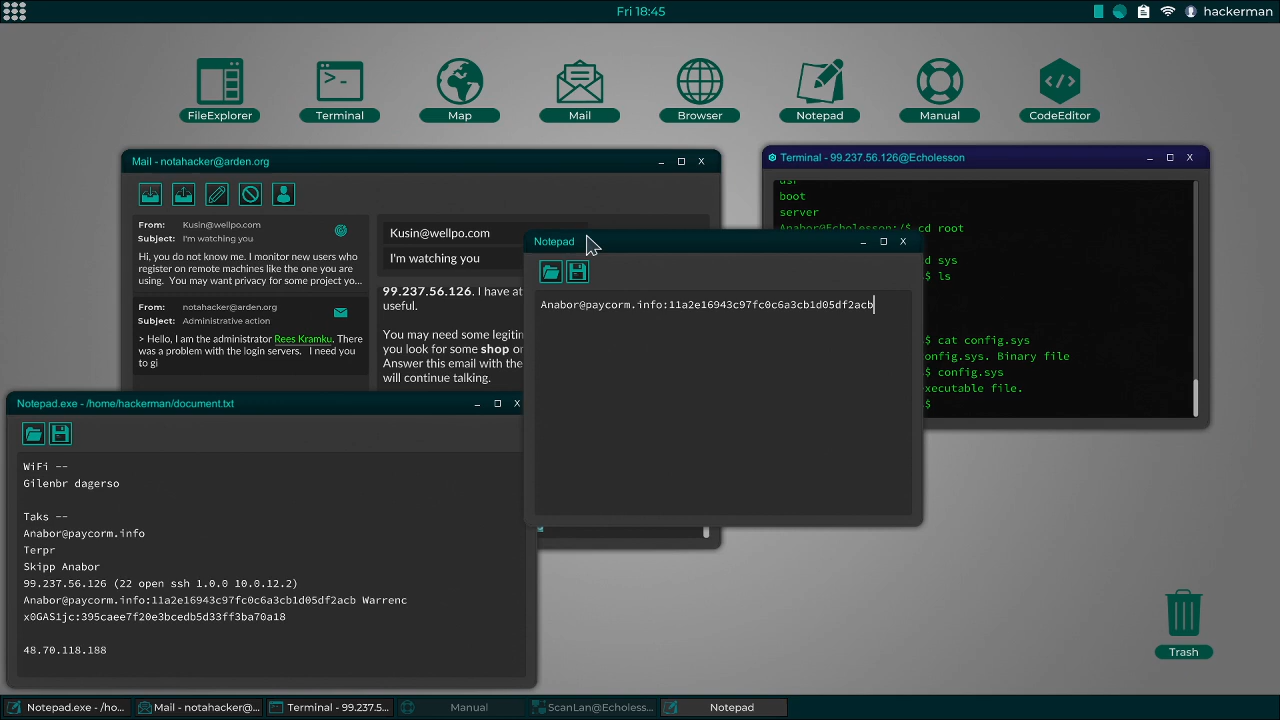 Fri 18:45
hackerman
FileExplorer
Terminal
Map
Mail
Browser
Notepad
Manual
CodeEditor
Mail - notahacker@arden.org
From: Kusin@wellpo.com
Subject: I'm watching you
Hi, you do not know me. I monitor new users who
register on remote machines like the one you are
using. You may want privacy for some project yo...
From: notahacker@arden.org
Subject: Administrative action
> Hello, I am the administrator Rees Kramku. There
was a problem with the login servers. I need you
to gi
Kusin@wellpo.com
I'm watching you
99.237.56.126. I have at
useful.
You may need some legitim
you look for some shop or
Answer this email with the
will continue talking.
Terminal - 99.237.56.126@Echolesson
usr
boot
server
Anabor@Echolesson:/$ cd root
d sys
$ ls
$ cat config.sys
onfig.sys. Binary file
$ config.sys
xecutable file.
$
Notepad
Anabor@paycorm.info:11a2e16943c97fc0c6a3cb1d05df2acb
Notepad.exe - /home/hackerman/document.txt
WiFi --
Gilenbr dagerso
Taks --
Anabor@paycorm.info
Terpr
Skipp Anabor
99.237.56.126 (22 open ssh 1.0.0 10.0.12.2)
Anabor@paycorm.info:11a2e16943c97fc0c6a3cb1d05df2acb Warrenc
x0GAS1jc:395caee7f20e3bcedb5d33ff3ba70a18
48.70.118.188
Trash
Notepad.exe - /ho...
Mail - notahacker@...
Terminal - 99.237.5...
Manual
ScanLan@Echoless...
Notepad